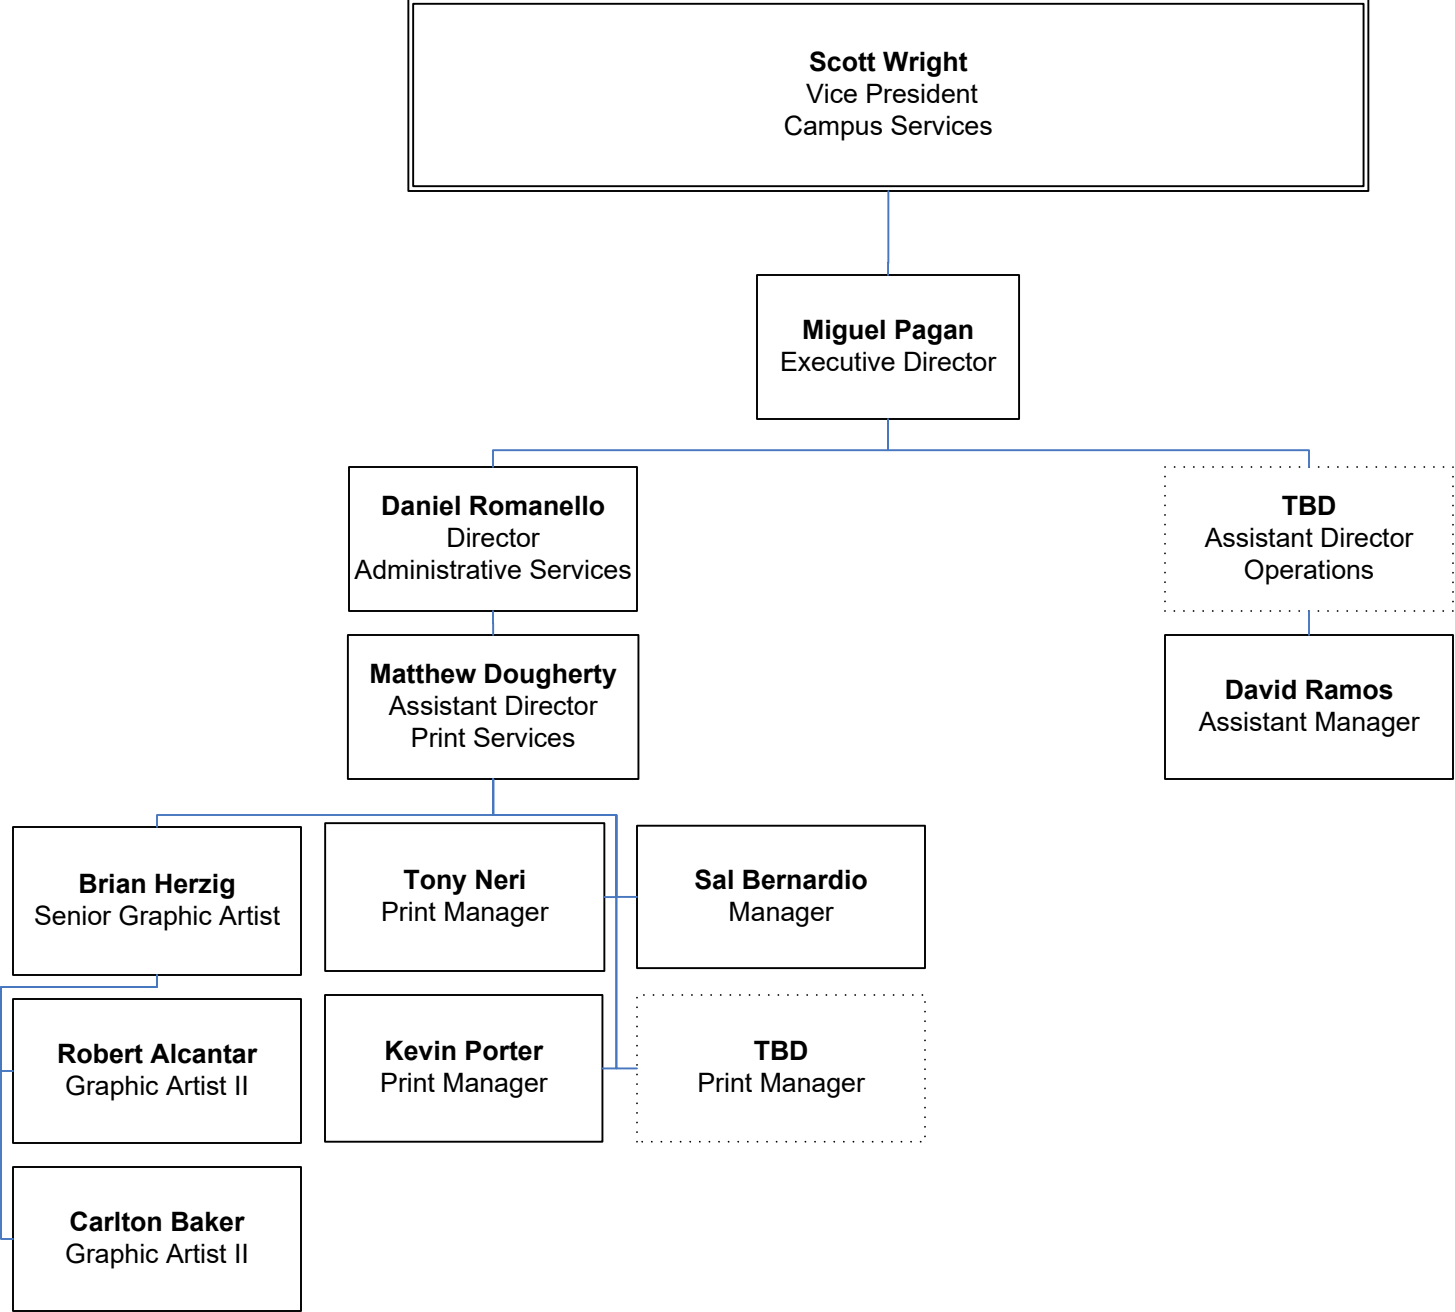 Scott Wright
Vice President
Campus Services
Miguel Pagan
Executive Director
Daniel Romanello
Director
Administrative Services
TBD
Assistant Director
Operations
Matthew Dougherty
Assistant Director
Print Services
David Ramos
Assistant Manager
Brian Herzig
Senior Graphic Artist
Tony Neri
Print Manager
Sal Bernardio
Manager
Robert Alcantar
Graphic Artist II
Kevin Porter
Print Manager
TBD
Print Manager
Carlton Baker
Graphic Artist II